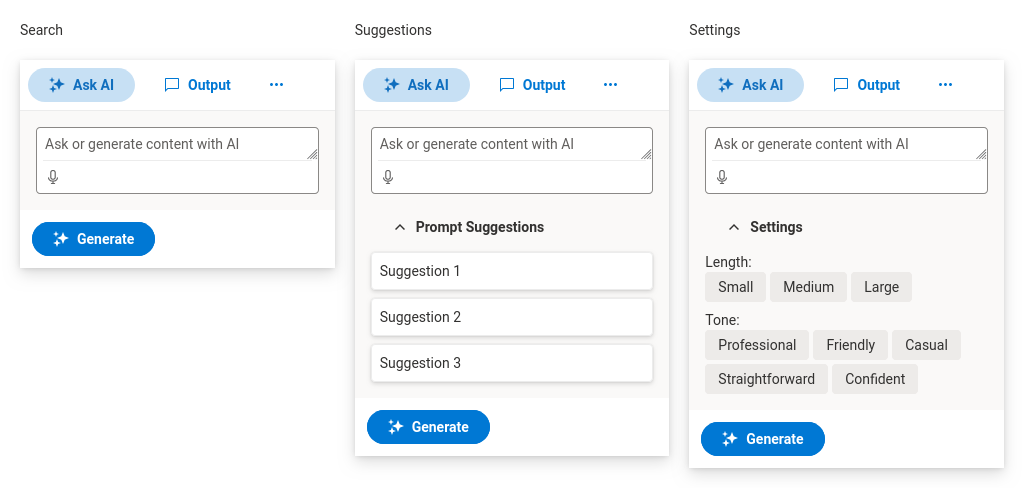 Search
Ask AI
Output
...
Ask or generate content with AI
Generate
Suggestions
Ask AI
Output
...
Ask or generate content with AI
Prompt Suggestions
Suggestion 1
Suggestion 2
Suggestion 3
Generate
Settings
Ask AI
Output
...
Ask or generate content with AI
Settings
Length:
Small Medium Large
Tone:
Professional Friendly Casual
Straightforward Confident
Generate